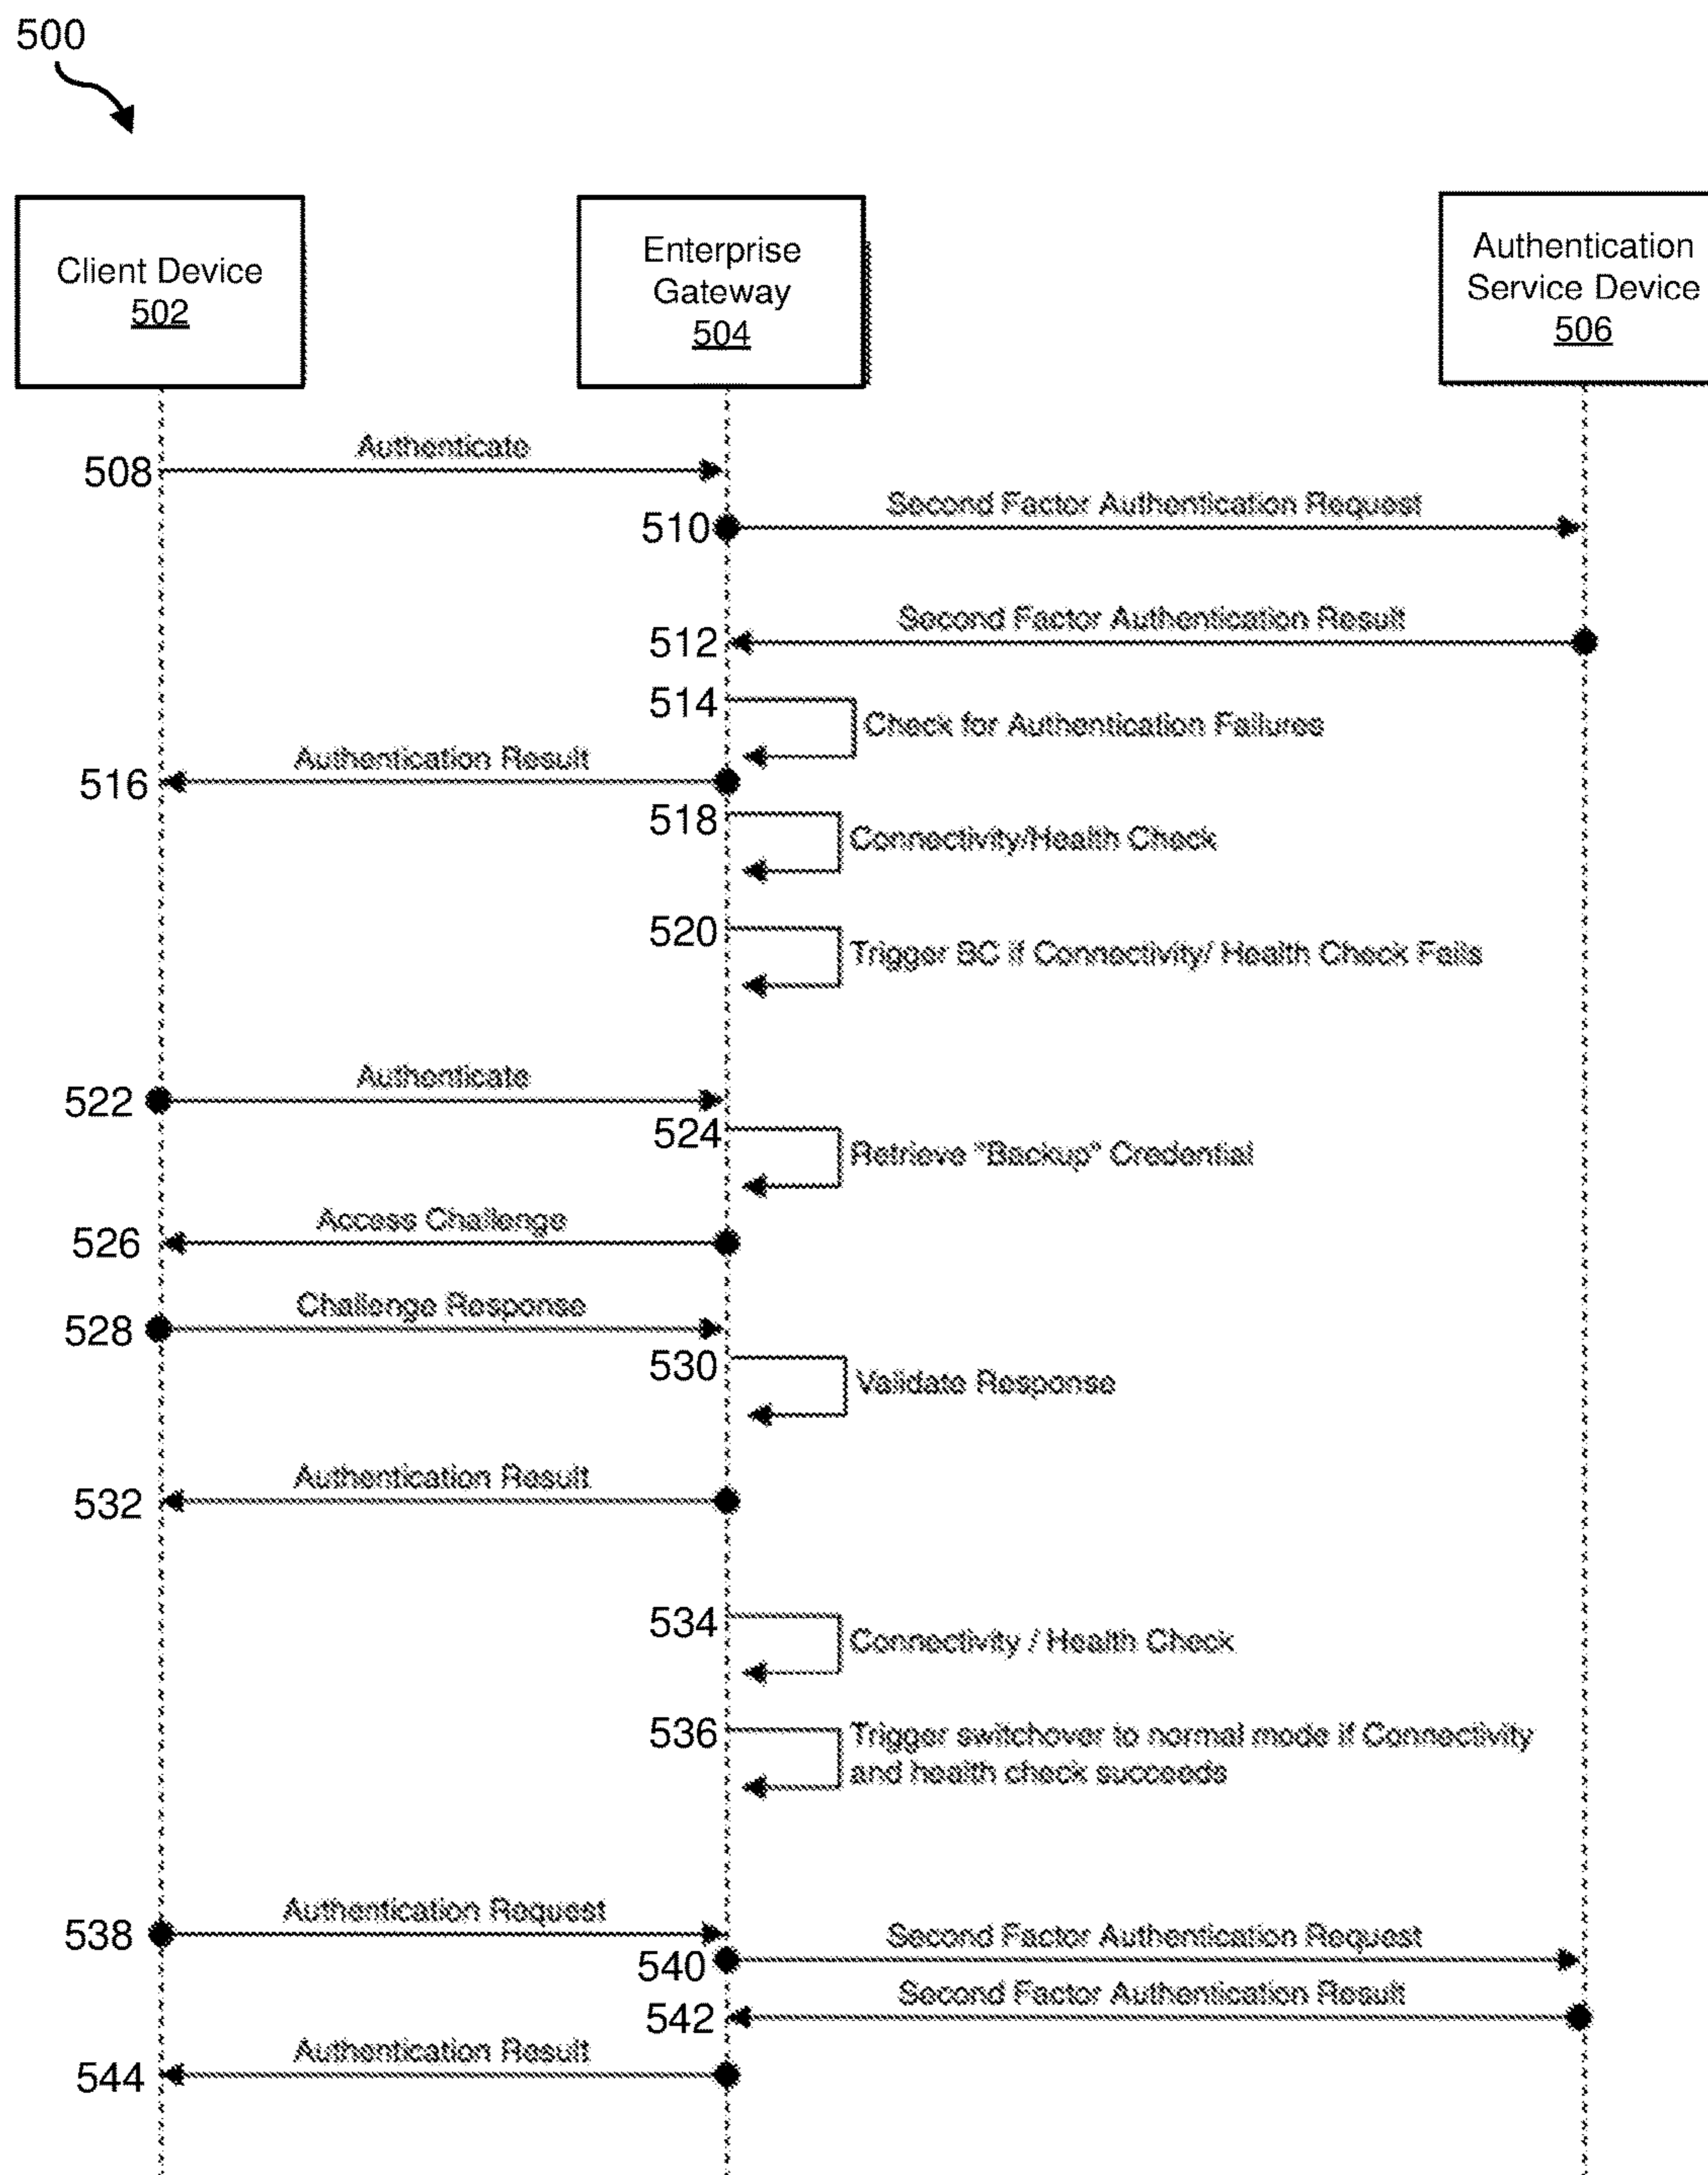 500
Client Device
502
Enterprise
Gateway
504
Authentication
Service Device
506
Authenticate
508
Second Factor Authentication Request
510
Second Factor Authentication Result
512
514
Check for Authentication Failures
Authentication Result
516
518
Connectivity/Health Check
520
Trigger BC if Connectivity/ Health Check Fails
Authenticate
522
524
Retrieve "Backup" Credential
Access Challenge
526
Challenge Response
528
530
Validate Response
Authentication Result
532
534
Connectivity / Health Check
536
Trigger switchover to normal mode if Connectivity
and health check succeeds
Authentication Request
538
Second Factor Authentication Request
540
Second Factor Authentication Result
542
Authentication Result
544